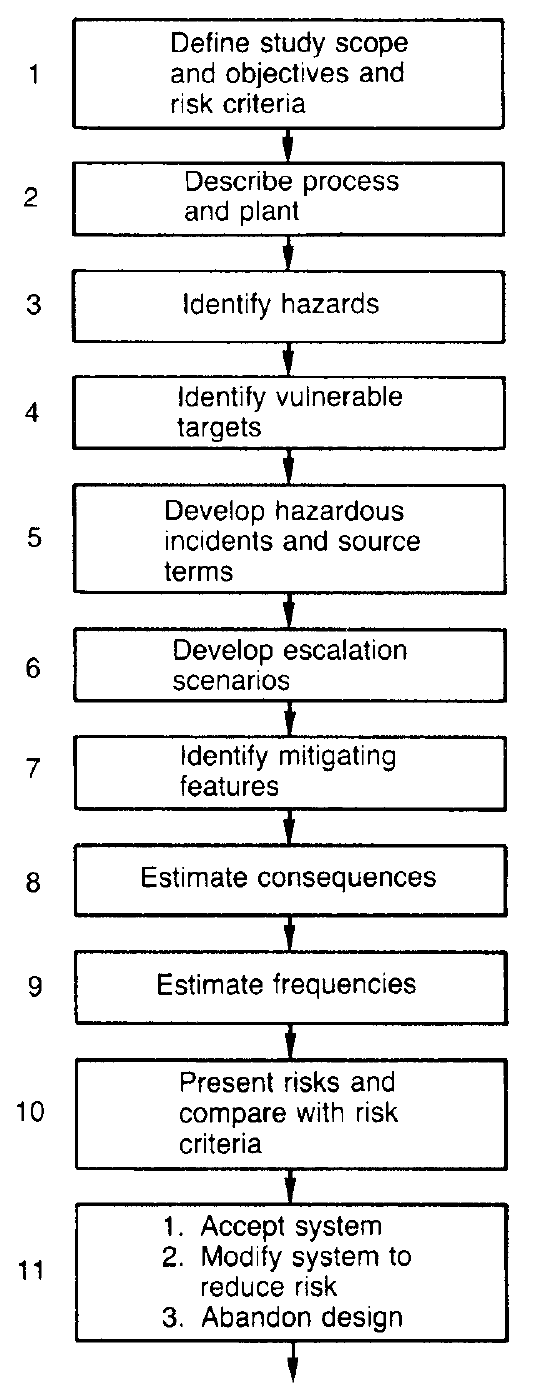 1
Define study scope
and objectives and
risk criteria
2
Describe process
and plant
3
Identify hazards
4
Identify vulnerable
targets
5
Develop hazardous
incidents and source
terms
6
Develop escalation
scenarios
7
Identify mitigating
features
8
Estimate consequences
9
Estimate frequencies
10
Present risks and
compare with risk
criteria
11
1. Accept system
2. Modify system to
reduce risk
3. Abandon design